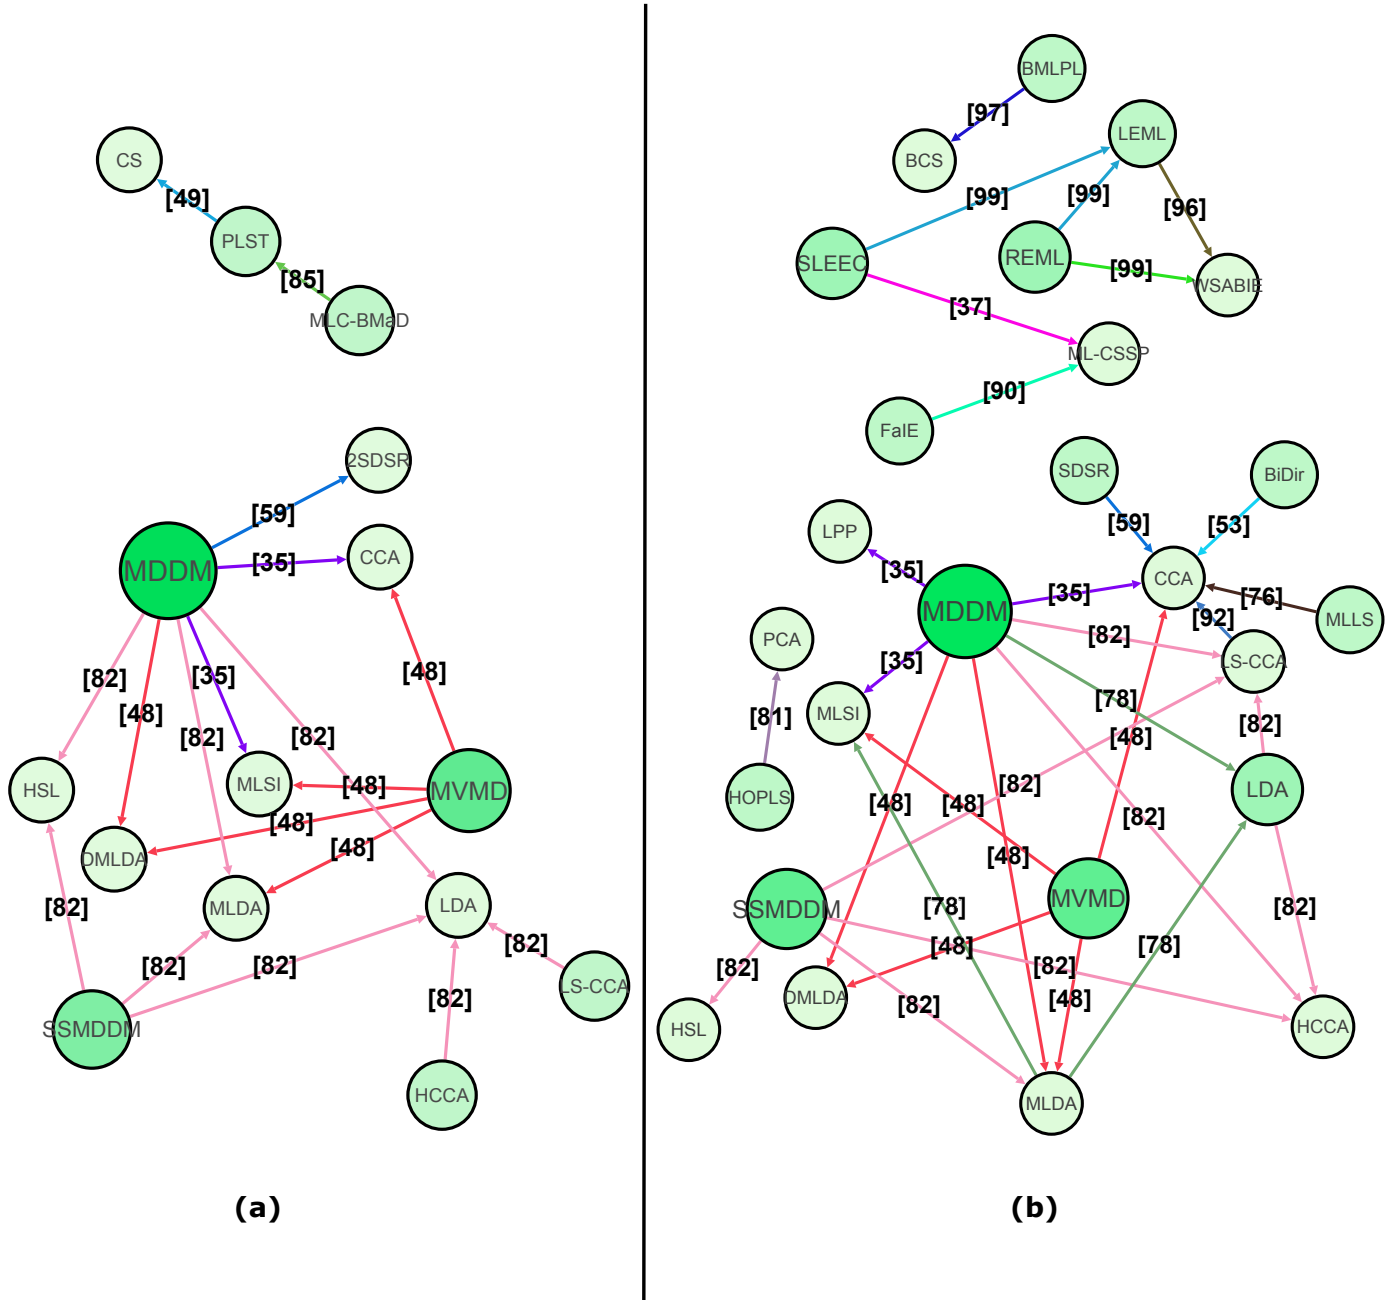 CS
[49]
PLST
[85]
MLC-BMaD
2SDSR
[59]
CCA
[35]
MDDM
[82]
[48]
[35]
[82]
[82]
[48]
HSL
MLSI
[48]
MVMD
[48]
[48]
DMLDA
[82]
MLDA
LDA
[82]
[82]
[82]
LS-CCA
[82]
SSMDDM
HCCA
(a)
BMLPL
[97]
BCS
LEML
[99]
[99]
[96]
SLEEC
REML
[99]
WSABIE
[37]
ML-CSSP
[90]
FaIE
SDSR
BiDir
LPP
[59]
[53]
[35]
CCA
MDDM
[35]
[76]
[92]
MLLS
PCA
[82]
[35]
LS-CCA
[78]
MLSI
[81]
[48]
[82]
HOPLS
[82]
LDA
[48]
[48]
[82]
[48]
SSMDDM
[78]
MVMD
[82]
[48]
[78]
[82]
[82]
DMLDA
[48]
[82]
HSL
HCCA
MLDA
(b)